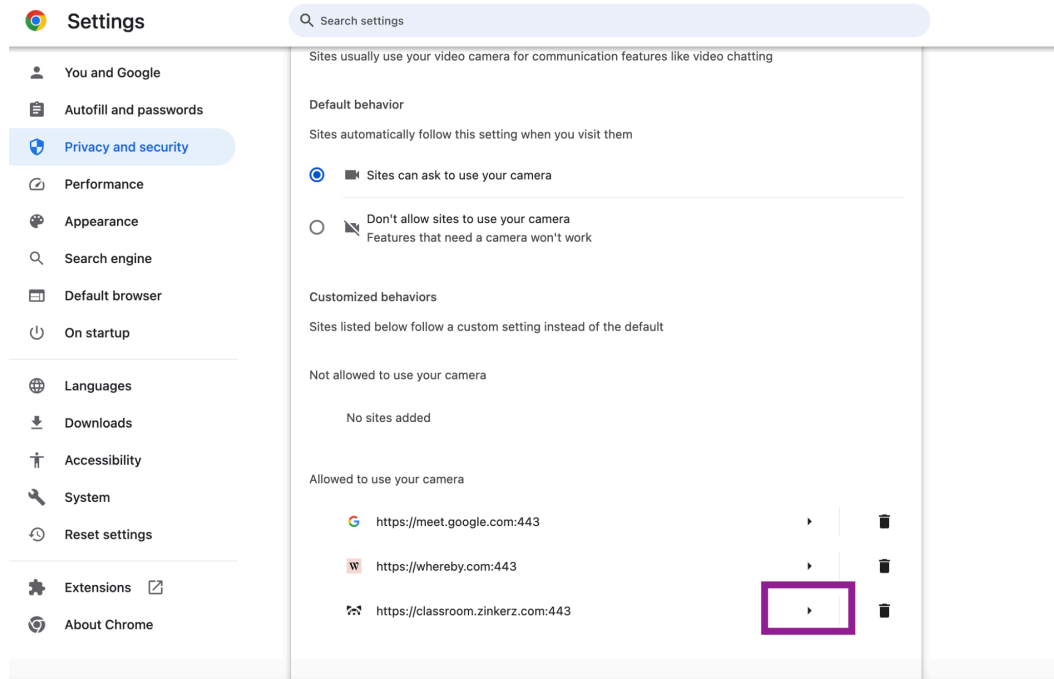 Settings
Search settings
You and Google
Autofill and passwords
Privacy and security
Performance
Appearance
Search engine
Default browser
On startup
Languages
Downloads
Accessibility
System
Reset settings
Extensions
About Chrome
Sites usually use your video camera for communication features like video chatting
Default behavior
Sites automatically follow this setting when you visit them
Sites can ask to use your camera
Don't allow sites to use your camera
Features that need a camera won't work
Customized behaviors
Sites listed below follow a custom setting instead of the default
Not allowed to use your camera
No sites added
Allowed to use your camera
https://meet.google.com:443
https://whereby.com:443
https://classroom.zinkerz.com:443